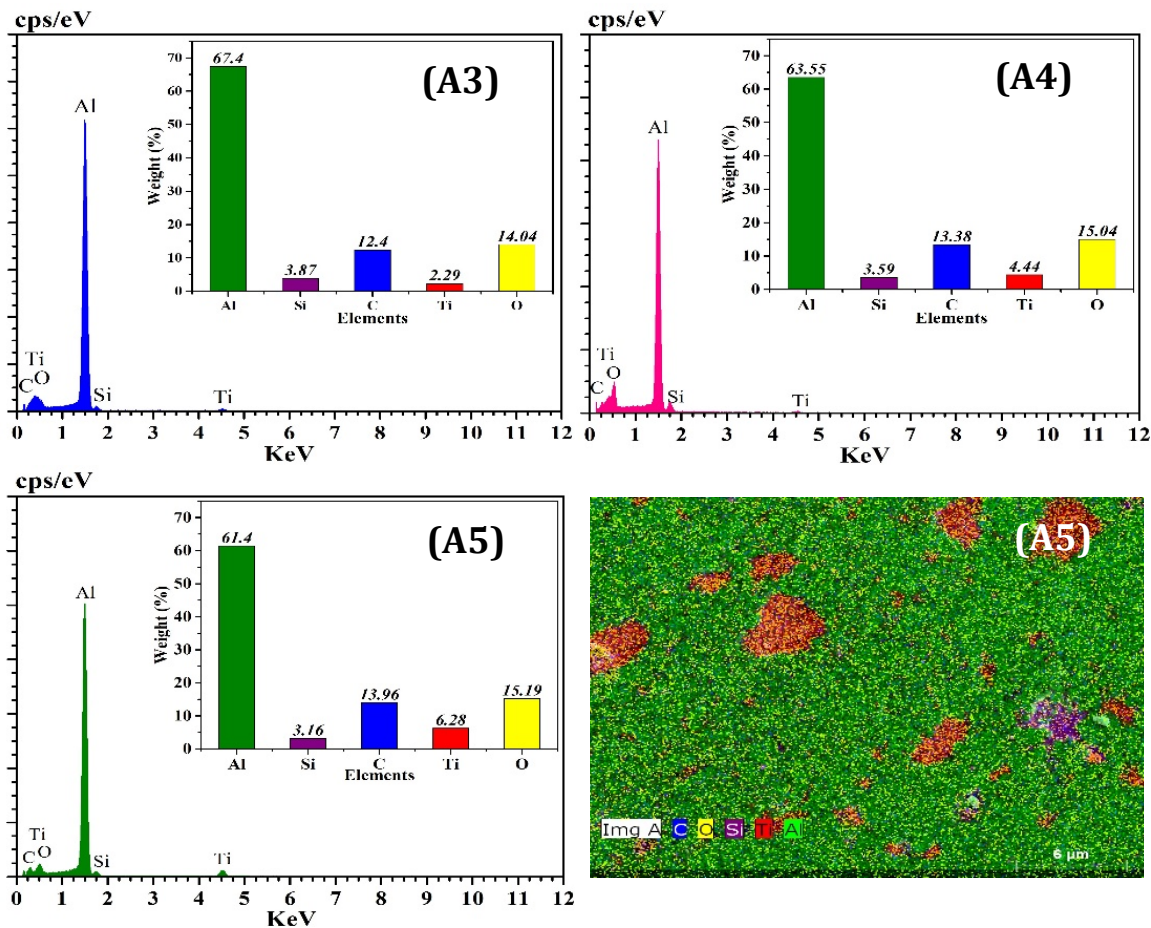 cps/eV
(A3)
Al
Ti
C O
Si
Ti
0 1 2 3 4 5 6 7 8 9 10 11 12
KeV
Weight (%)
70
60
50
40
30
20
10
0
67.4
3.87
12.4
2.29
14.04
Al Si C Ti O
Elements
cps/eV
(A4)
Al
Ti
C O
Si
Ti
0 1 2 3 4 5 6 7 8 9 10 11 12
KeV
Weight (%)
70
60
50
40
30
20
10
0
63.55
3.59
13.38
4.44
15.04
Al Si C Ti O
Elements
cps/eV
(A5)
Al
Ti
C O
Si
Ti
0 1 2 3 4 5 6 7 8 9 10 11 12
KeV
Weight (%)
70
60
50
40
30
20
10
0
61.4
3.16
13.96
6.28
15.19
Al Si C Ti O
Elements
(A5)
Img A C O Si Ti Al
6 µm